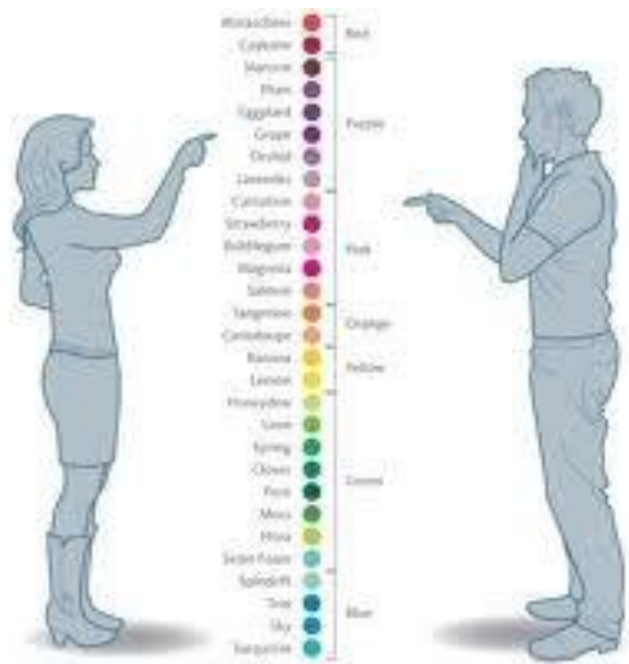 Maraschino
Cayenne
Maroon
Plum
Eggplant
Grape
Orchid
Lavender
Carnation
Strawberry
Bubblegum
Magenta
Salmon
Tangerine
Cantaloupe
Banana
Lemon
Honeydew
Lime
Spring
Clover
Fern
Moss
Flora
Sea Foam
Spindrift
Teal
Sky
Turquoise
Red
Purple
Pink
Orange
Yellow
Green
Blue